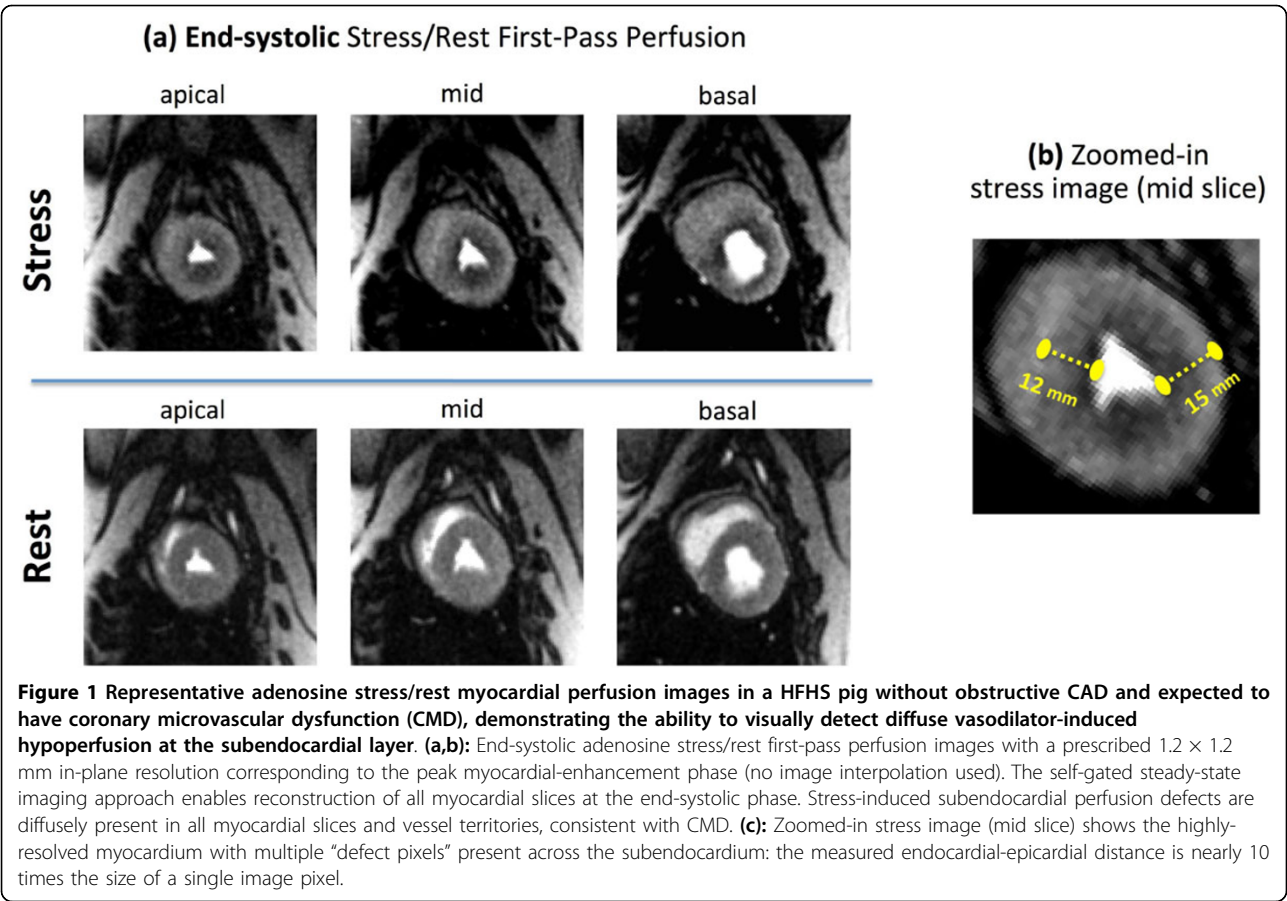 (a) End-systolic Stress/Rest First-Pass Perfusion
apical mid basal
Stress
(b) Zoomed-in
stress image (mid slice)
12 mm
15 mm
apical mid basal
Rest
Figure 1 Representative adenosine stress/rest myocardial perfusion images in a HFHS pig without obstructive CAD and expected to
have coronary microvascular dysfunction (CMD), demonstrating the ability to visually detect diffuse vasodilator-induced
hypoperfusion at the subendocardial layer. (a,b): End-systolic adenosine stress/rest first-pass perfusion images with a prescribed 1.2 × 1.2
mm in-plane resolution corresponding to the peak myocardial-enhancement phase (no image interpolation used). The self-gated steady-state
imaging approach enables reconstruction of all myocardial slices at the end-systolic phase. Stress-induced subendocardial perfusion defects are
diffusely present in all myocardial slices and vessel territories, consistent with CMD. (c): Zoomed-in stress image (mid slice) shows the highly-
resolved myocardium with multiple “defect pixels” present across the subendocardium: the measured endocardial-epicardial distance is nearly 10
times the size of a single image pixel.